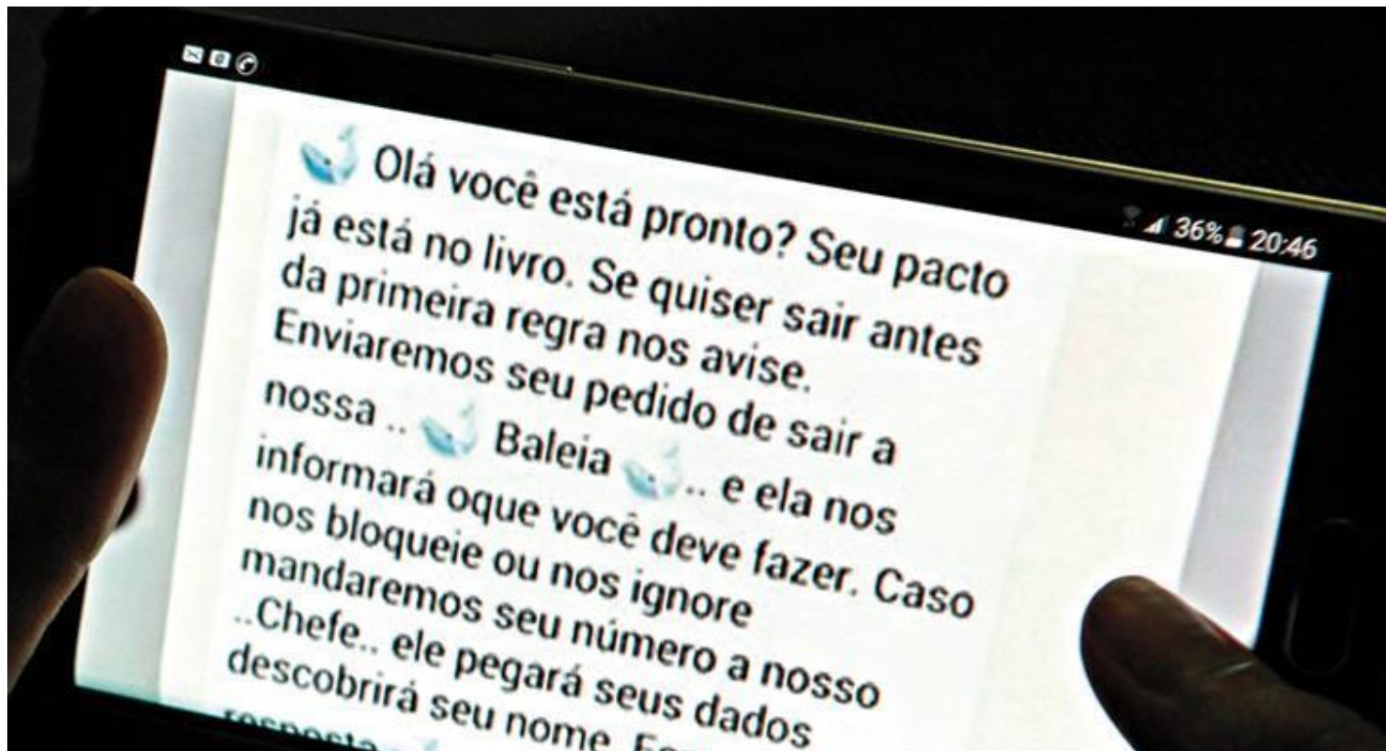 36% 20:46
Olá você está pronto? Seu pacto
já está no livro. Se quiser sair antes
da primeira regra nos avise.
Enviaremos seu pedido de sair a
nossa .. Baleia .. e ela nos
informará oque você deve fazer. Caso
nos bloqueie ou nos ignore
mandaremos seu número a nosso
..Chefe.. ele pegará seus dados
descobrirá seu nome.
resposta